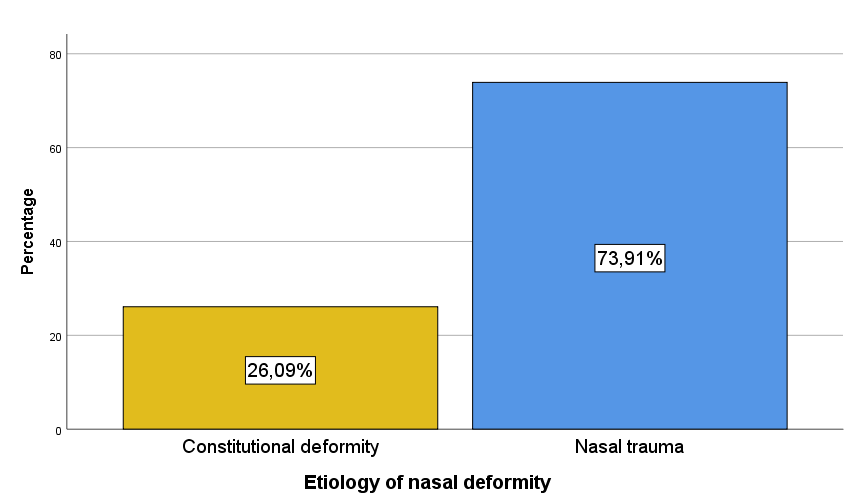 80
60
40
20
0
Percentage
73,91%
26,09%
Constitutional deformity
Nasal trauma
Etiology of nasal deformity